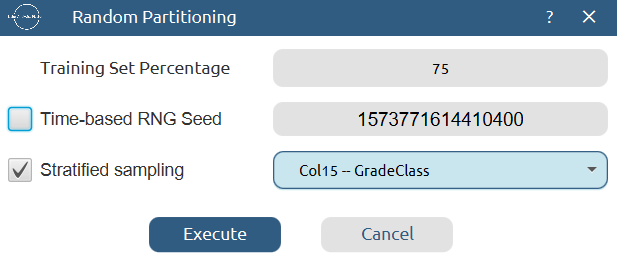 Random Partitioning ? ×
Training Set Percentage 75
Time-based RNG Seed 1573771614410400
Stratified sampling Col15 -- GradeClass
Execute Cancel